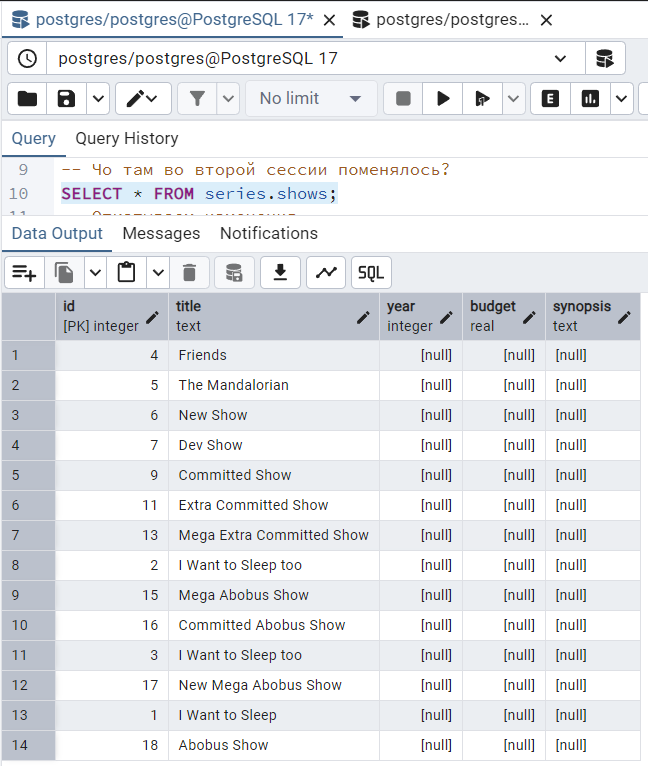 postgres/postgres@PostgreSQL 17*
postgres/postgres...
postgres/postgres@PostgreSQL 17
No limit
E
Query Query History
9 -- Чо там во второй сессии поменялось?
10 SELECT * FROM series.shows;
Data Output Messages Notifications
SQL
id title year budget synopsis
[PK] integer text integer real text
1 4 Friends [null] [null] [null]
2 5 The Mandalorian [null] [null] [null]
3 6 New Show [null] [null] [null]
4 7 Dev Show [null] [null] [null]
5 9 Committed Show [null] [null] [null]
6 11 Extra Committed Show [null] [null] [null]
7 13 Mega Extra Committed Show [null] [null] [null]
8 2 I Want to Sleep too [null] [null] [null]
9 15 Mega Abobus Show [null] [null] [null]
10 16 Committed Abobus Show [null] [null] [null]
11 3 I Want to Sleep too [null] [null] [null]
12 17 New Mega Abobus Show [null] [null] [null]
13 1 I Want to Sleep [null] [null] [null]
14 18 Abobus Show [null] [null] [null]